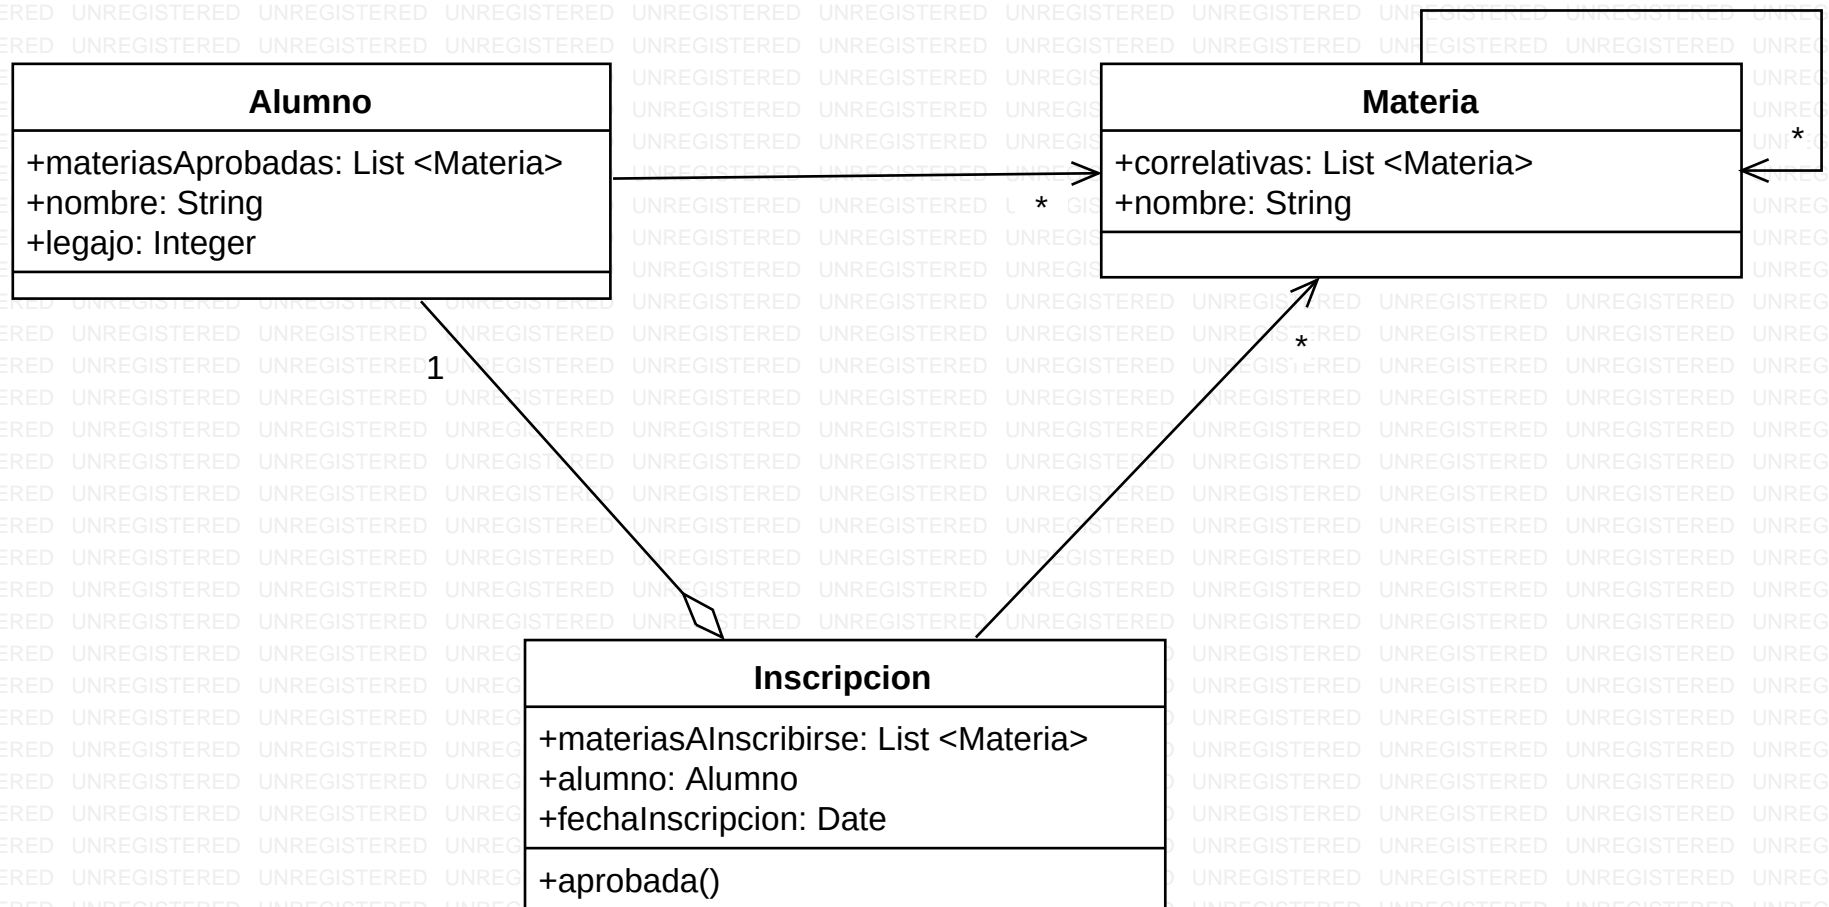 Alumno
+materiasAprobadas: List <Materia>
+nombre: String
+legajo: Integer
Materia
+correlativas: List <Materia>
+nombre: String
*
*
1
*
Inscripcion
+materiasAInscribirse: List <Materia>
+alumno: Alumno
+fechaInscripcion: Date
+aprobada()
UNREGISTERED